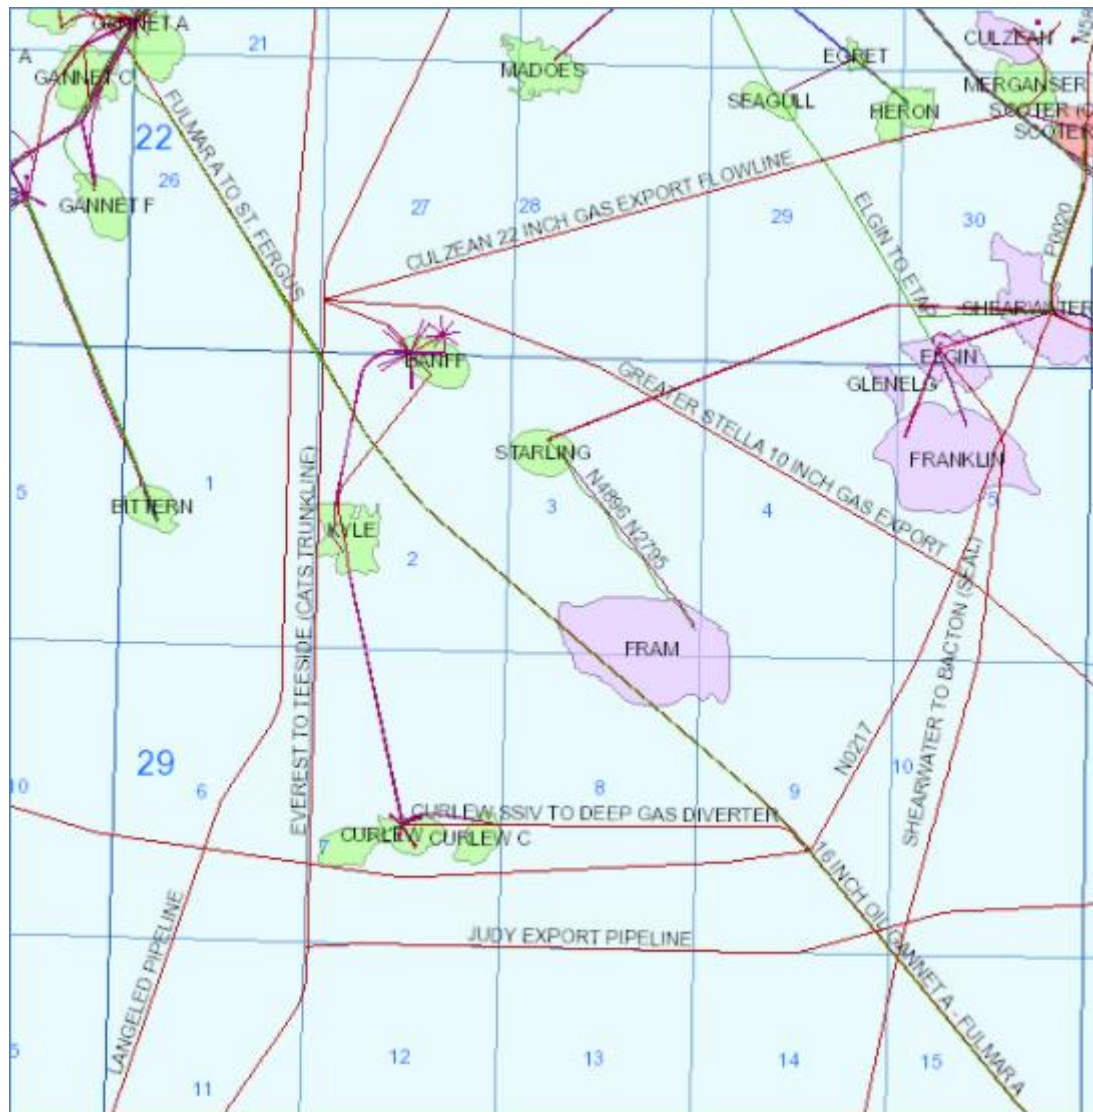 GANNET A
21
CULZEAN
N58
A
GANNET C
MADOES
EGRET
MERGANSER
SEAGULL
HERON
SCOTER (C
SCOTER
22
FULMAR A TO ST. FERGUS
26
GANNET F
27
28
CULZEAN 22 INCH GAS EXPORT FLOWLINE
29
ELGIN TO ETAP
30
P0020
SHEARWATER
BANFF
ELGIN
GLENELG
GREATER STELLA 10 INCH GAS EXPORT
STARLING
FRANKLIN
5
1
BITTERN
3
N4896 N2795
4
5
KYLE
2
EVEREST TO TEESIDE (CATS TRUNKLINE)
SHEARWATER TO BACTON (SEAL)
FRAM
N0217
29
10
6
8
9
10
CURLEW SSIV TO DEEP GAS DIVERTER
CURLEW
7
CURLEW C
16 INCH OIL GANNET A - FULMAR A
JUDY EXPORT PIPELINE
LANGELED PIPELINE
5
12
13
14
15
11